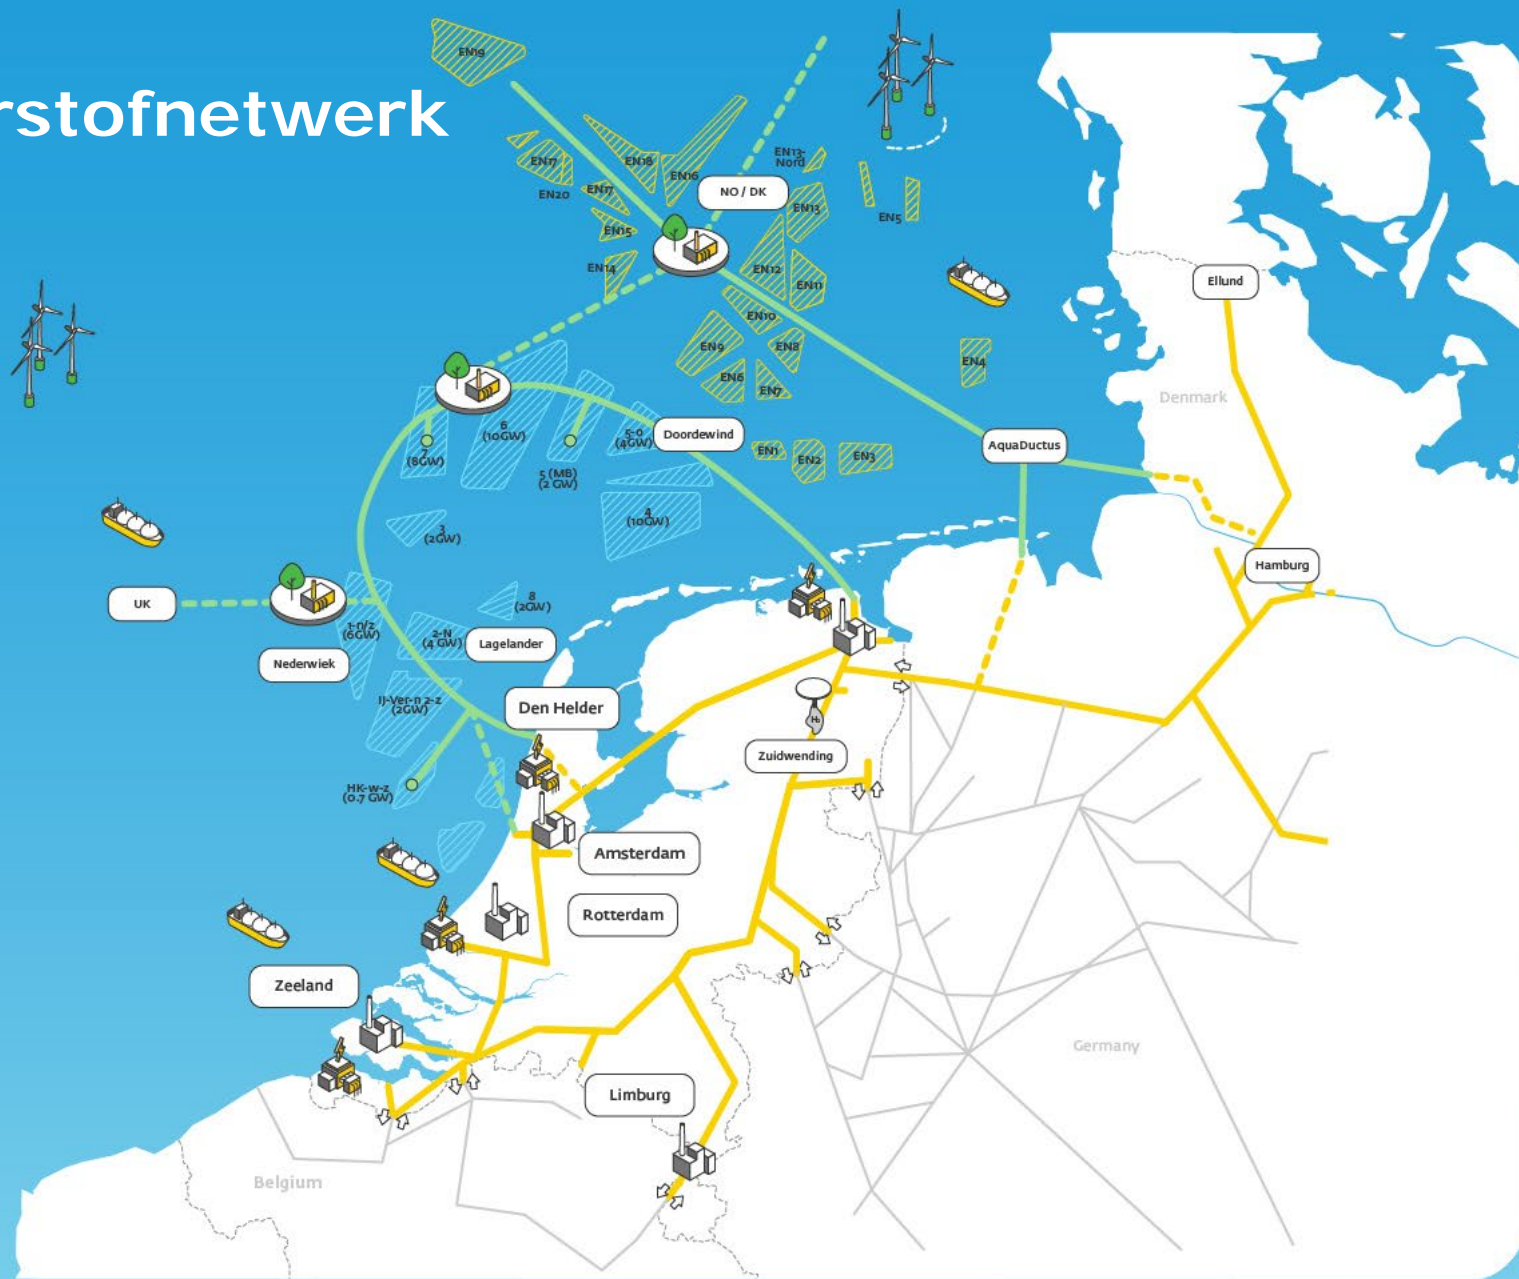 EN19
rstofnetwerk
EN17
EN18
EN13-
Nord
EN20
EN17
EN16
NO / DK
EN13
EN5
EN15
EN14
EN12
EN11
Ellund
EN10
EN9
EN8
EN4
EN6
EN7
Denmark
6
(10GW)
5-0
(4GW)
Doordewind
AquaDuctus
7
(8GW)
EN1
EN2
EN3
5 (MB)
(2 GW)
4
(10GW)
3
(2GW)
Hamburg
UK
8
(2GW)
1-n/z
(6GW)
2-N
(4 GW)
Lagelander
Nederwiek
IJ-Ver-n 2-z
(2GW)
Den Helder
H₂
Zuidwending
HK-w-z
(0.7 GW)
Amsterdam
Rotterdam
Zeeland
Germany
Limburg
Belgium